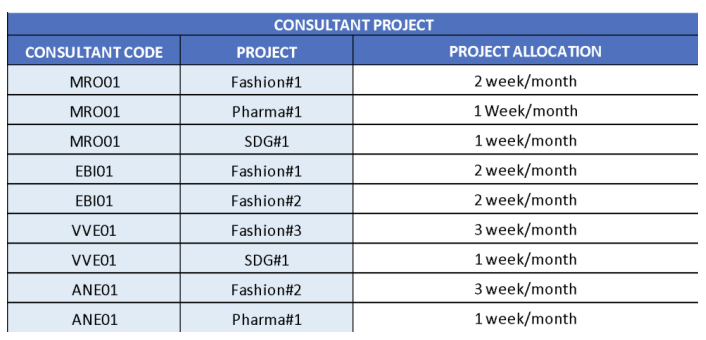 CONSULTANT PROJECT
CONSULTANT CODE PROJECT PROJECT ALLOCATION
MRO01 Fashion#1 2 week/month
MRO01 Pharma#1 1 Week/month
MRO01 SDG#1 1 week/month
EBI01 Fashion#1 2 week/month
EBI01 Fashion#2 2 week/month
VVE01 Fashion#3 3 week/month
VVE01 SDG#1 1 week/month
ANE01 Fashion#2 3 week/month
ANE01 Pharma#1 1 week/month